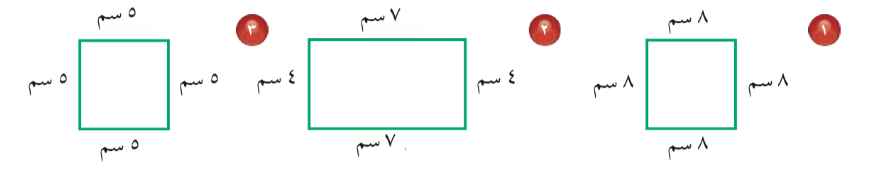 ١
٨ سم
٨ سم
٨ سم
٨ سم
٢
٧ سم
٤ سم
٤ سم
٧ سم
٣
٥ سم
٥ سم
٥ سم
٥ سم